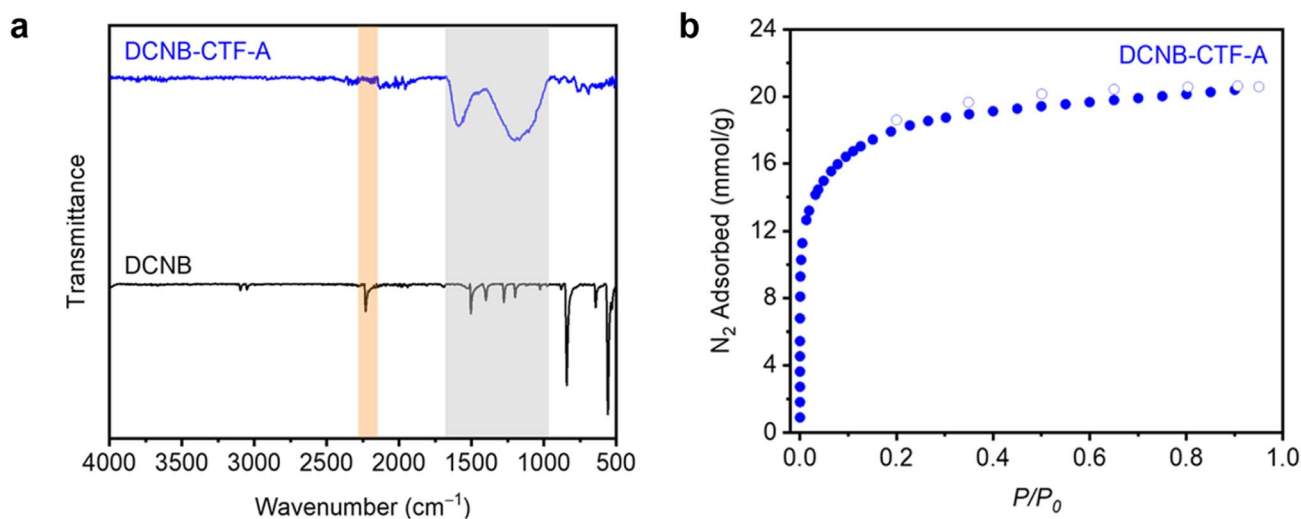 a
DCNB-CTF-A
DCNB
Transmittance
4000 3500 3000 2500 2000 1500 1000 500
Wavenumber (cm⁻¹)
b
DCNB-CTF-A
24
20
16
12
8
4
0
N₂ Adsorbed (mmol/g)
0.0 0.2 0.4 0.6 0.8 1.0
P/P₀